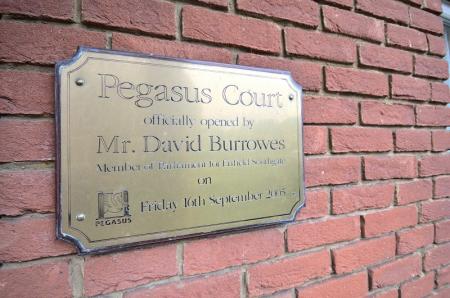 Pegasus Court
officially opened by
Mr. David Burrowes
Member of Parliament for Enfield Southgate
on
Friday 16th September 2005
PEGASUS